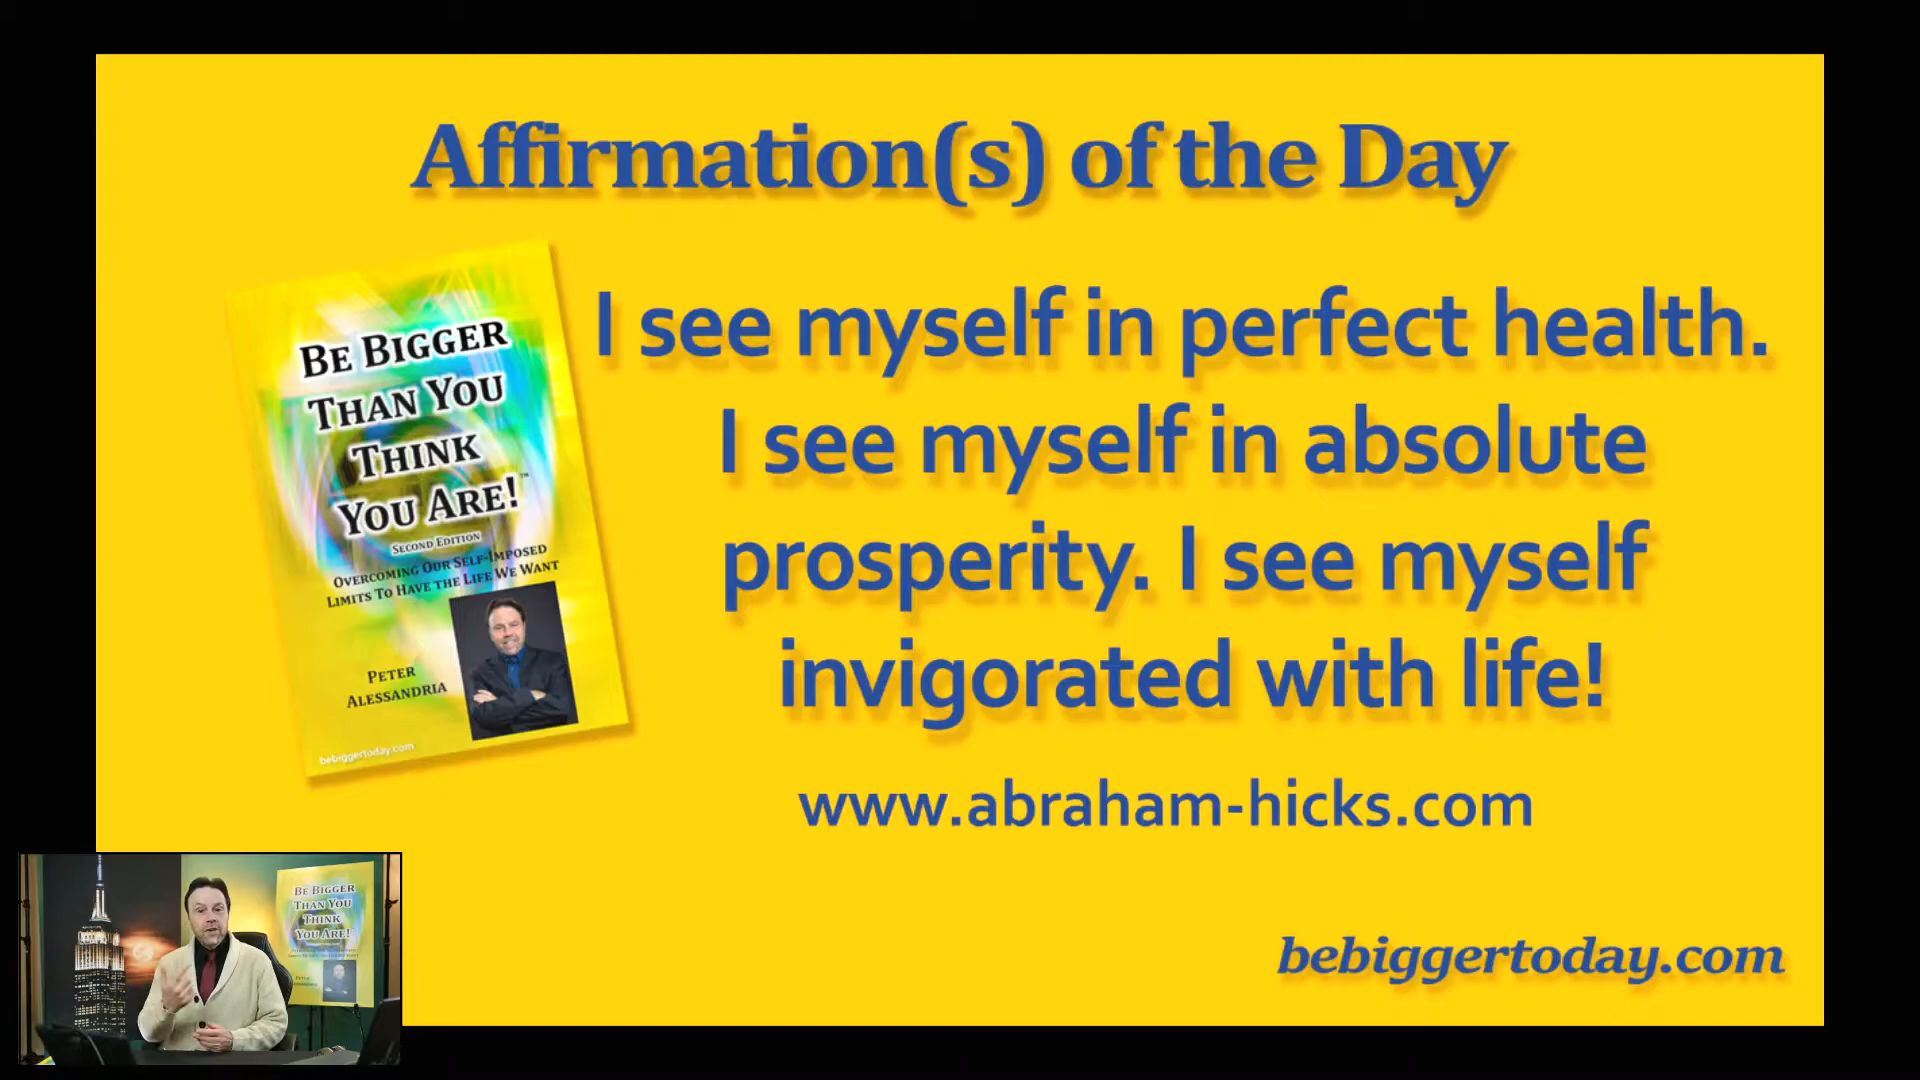 Affirmation(s) of the Day
BE BIGGER
THAN YOU
THINK
YOU ARE!™
SECOND EDITION
OVERCOMING OUR SELF-IMPOSED
LIMITS TO HAVE THE LIFE WE WANT
PETER
ALESSANDRIA
bebiggertoday.com
I see myself in perfect health.
I see myself in absolute
prosperity. I see myself
invigorated with life!
www.abraham-hicks.com
BE BIGGER
THAN YOU
THINK
YOU ARE!
bebiggertoday.com